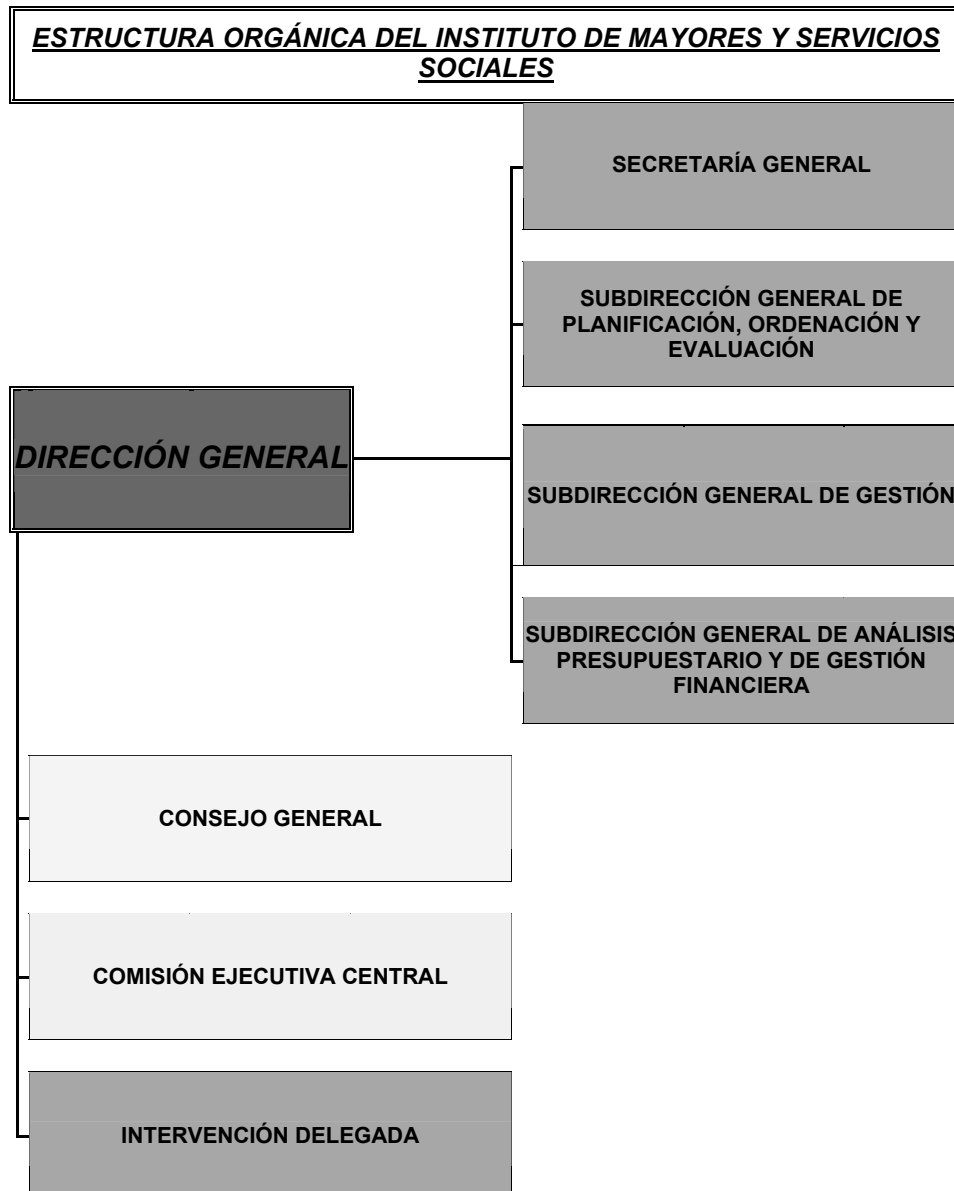 ESTRUCTURA ORGÁNICA DEL INSTITUTO DE MAYORES Y SERVICIOS
SOCIALES
SECRETARÍA GENERAL
SUBDIRECCIÓN GENERAL DE
PLANIFICACIÓN, ORDENACIÓN Y
EVALUACIÓN
DIRECCIÓN GENERAL
SUBDIRECCIÓN GENERAL DE GESTIÓN
SUBDIRECCIÓN GENERAL DE ANÁLISIS
PRESUPUESTARIO Y DE GESTIÓN
FINANCIERA
CONSEJO GENERAL
COMISIÓN EJECUTIVA CENTRAL
INTERVENCIÓN DELEGADA